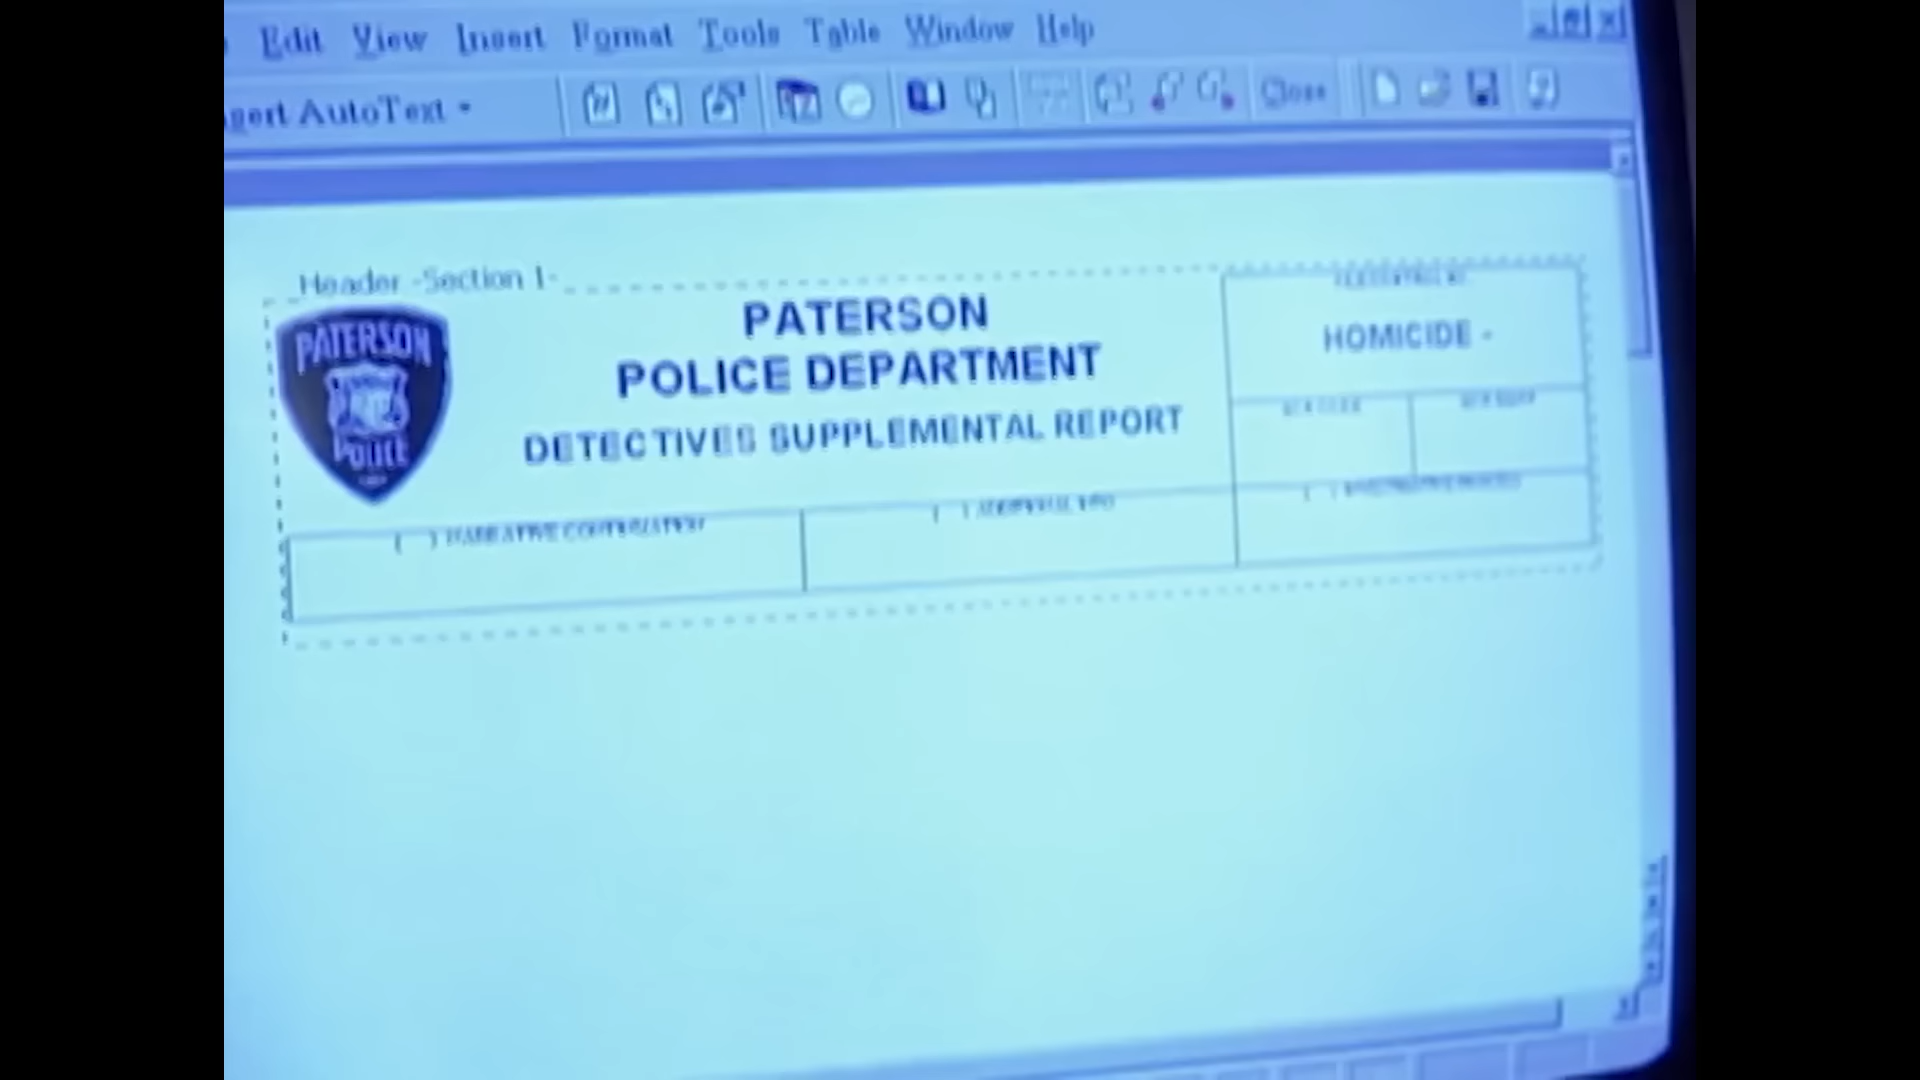 Edit View Insert Format Tools Table Window Help
AutoText
Close
Header -Section 1-
PATERSON
POLICE
PATERSON
POLICE DEPARTMENT
DETECTIVES SUPPLEMENTAL REPORT
HOMICIDE -